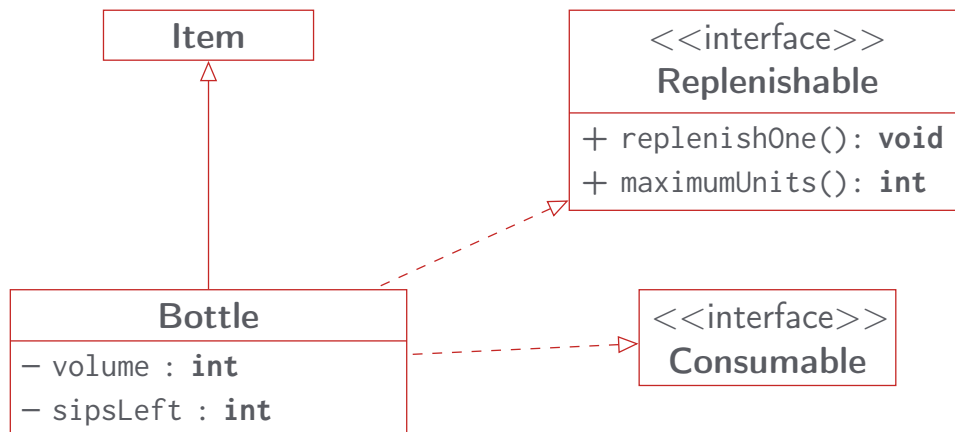 Item
<<interface>>
Replenishable
+ replenishOne(): void
+ maximumUnits(): int
Bottle
− volume : int
− sipsLeft : int
<<interface>>
Consumable